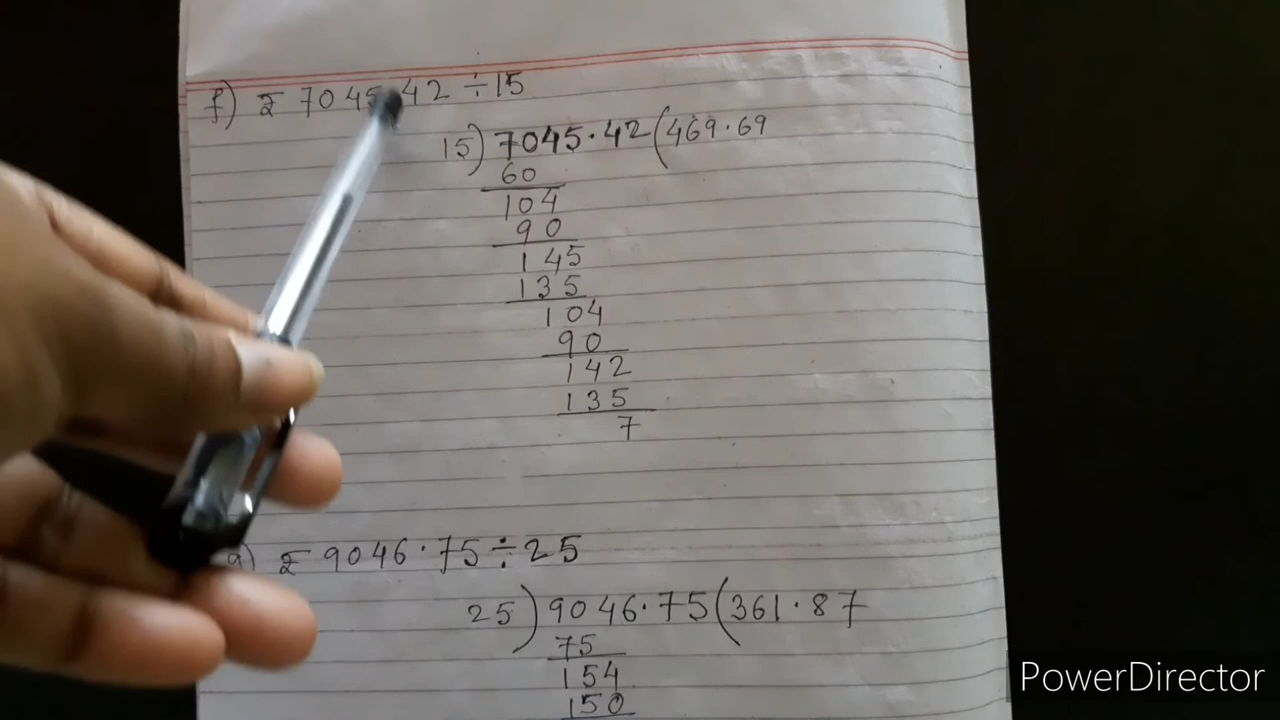 f) ₹ 7045.42 ÷ 15
15) 7045.42 (469.69
60
104
90
145
135
104
90
142
135
7
g) ₹ 9046.75 ÷ 25
25) 9046.75 (361.87
75
154
150
PowerDirector